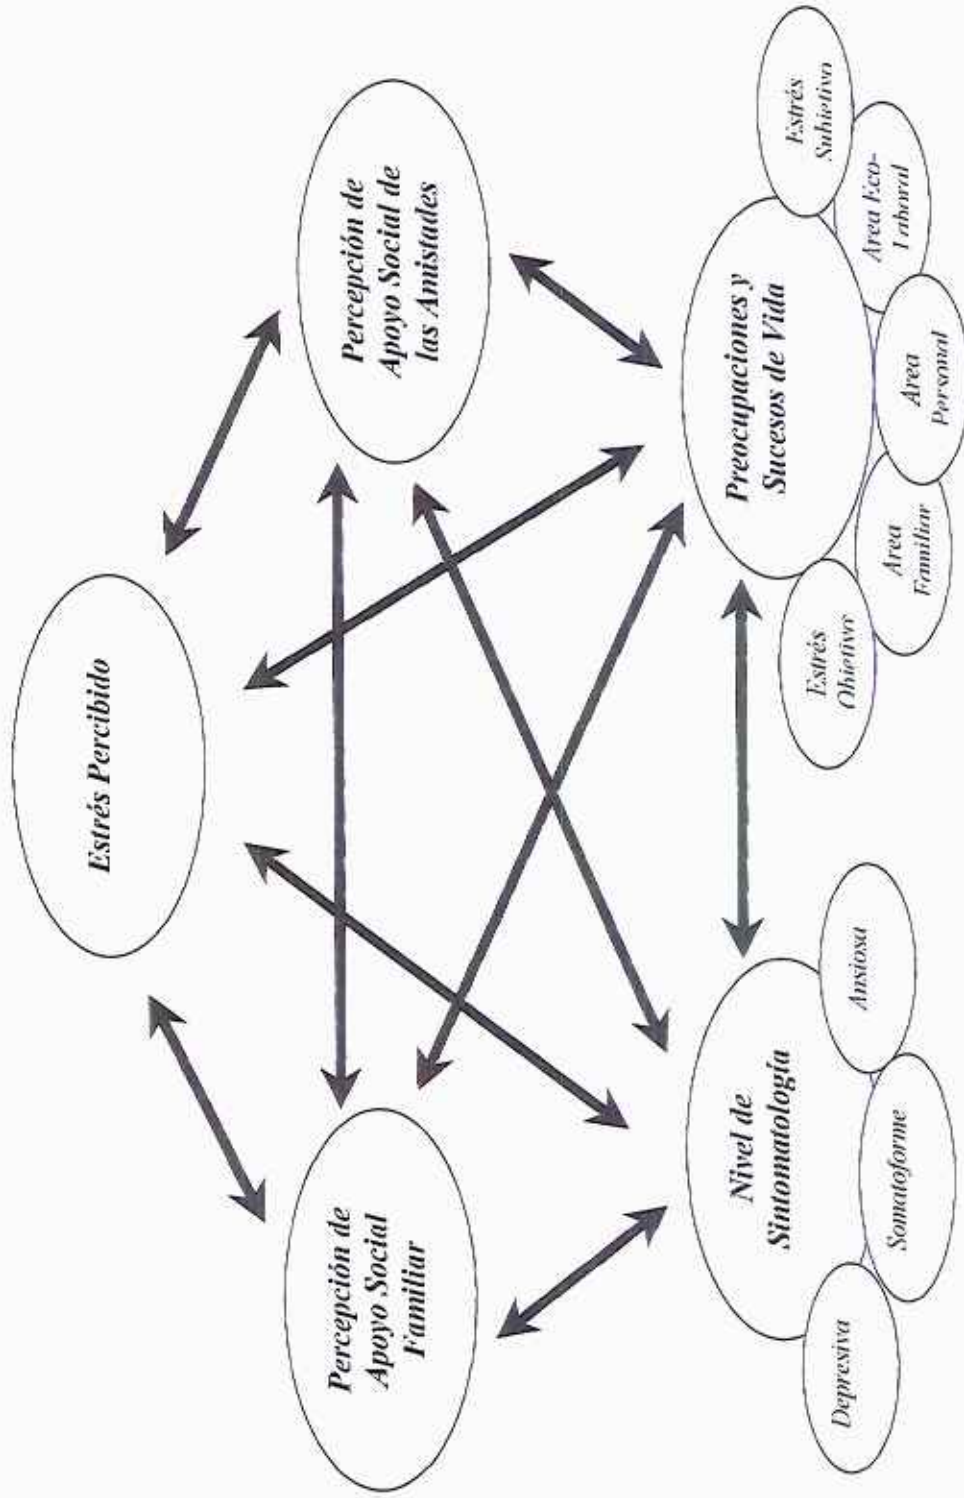 Estrés Percibido
Percepción de
Apoyo Social
Familiar
Percepción de
Apoyo Social de
las Amistades
Nivel de
Sintomatología
Depresiva
Somatoforme
Ansiosa
Preocupaciones y
Sucesos de Vida
Estrés
Objetivo
Area
Familiar
Area
Personal
Area Eco-
Laboral
Estrés
Subjetivo